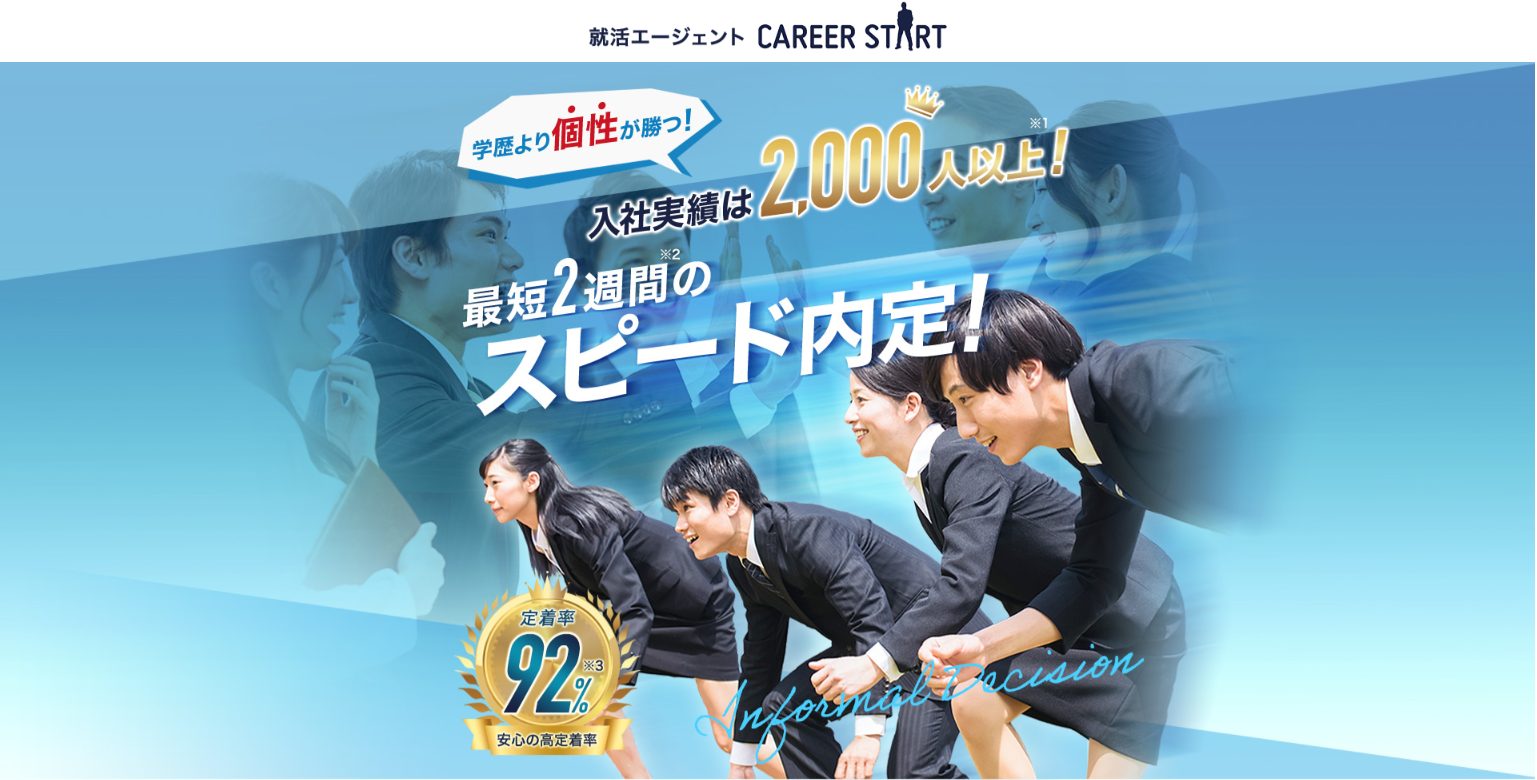 就活エージェント CAREER START
学歴より個性が勝つ!
入社実績は2,000人以上!※1
最短2週間の※2
スピード内定!
定着率
92%※3
安心の高定着率
Informal Decision